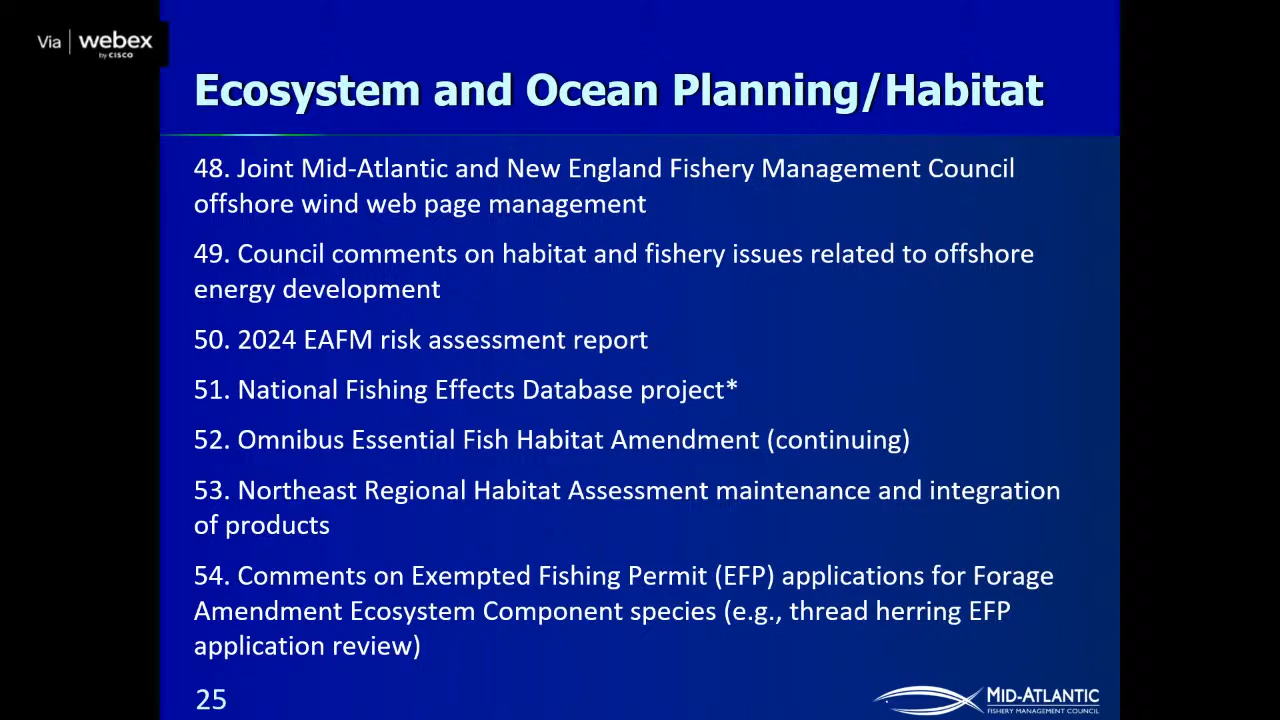 Via | webex
by CISCO
Ecosystem and Ocean Planning/Habitat
48. Joint Mid-Atlantic and New England Fishery Management Council
offshore wind web page management
49. Council comments on habitat and fishery issues related to offshore
energy development
50. 2024 EAFM risk assessment report
51. National Fishing Effects Database project*
52. Omnibus Essential Fish Habitat Amendment (continuing)
53. Northeast Regional Habitat Assessment maintenance and integration
of products
54. Comments on Exempted Fishing Permit (EFP) applications for Forage
Amendment Ecosystem Component species (e.g., thread herring EFP
application review)
25
MID-ATLANTIC
FISHERY MANAGEMENT COUNCIL